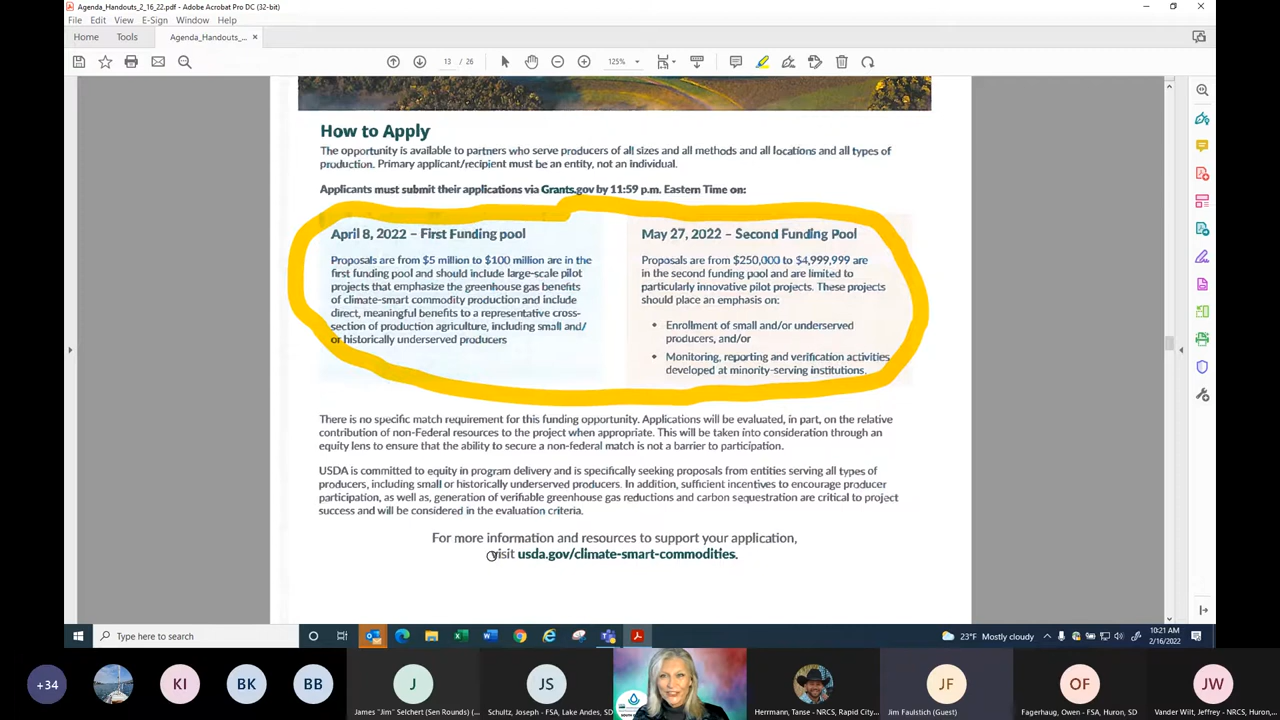 Agenda_Handouts_2_16_22.pdf - Adobe Acrobat Pro DC (32-bit)
File Edit View E-Sign Window Help
Home Tools Agenda_Handouts_... ×
13 / 26 125%
How to Apply
The opportunity is available to partners who serve producers of all sizes and all methods and all locations and all types of
production. Primary applicant/recipient must be an entity, not an individual.
Applicants must submit their applications via Grants.gov by 11:59 p.m. Eastern Time on:
April 8, 2022 – First Funding pool
Proposals are from $5 million to $100 million are in the
first funding pool and should include large-scale pilot
projects that emphasize the greenhouse gas benefits
of climate-smart commodity production and include
direct, meaningful benefits to a representative cross-
section of production agriculture, including small and/
or historically underserved producers
May 27, 2022 – Second Funding Pool
Proposals are from $250,000 to $4,999,999 are
in the second funding pool and are limited to
particularly innovative pilot projects. These projects
should place an emphasis on:
• Enrollment of small and/or underserved
producers, and/or
• Monitoring, reporting and verification activities
developed at minority-serving institutions.
There is no specific match requirement for this funding opportunity. Applications will be evaluated, in part, on the relative
contribution of non-Federal resources to the project when appropriate. This will be taken into consideration through an
equity lens to ensure that the ability to secure a non-federal match is not a barrier to participation.
USDA is committed to equity in program delivery and is specifically seeking proposals from entities serving all types of
producers, including small or historically underserved producers. In addition, sufficient incentives to encourage producer
participation, as well as, generation of verifiable greenhouse gas reductions and carbon sequestration are critical to project
success and will be considered in the evaluation criteria.
For more information and resources to support your application,
visit usda.gov/climate-smart-commodities.
Type here to search
23°F Mostly cloudy
10:21 AM
2/16/2022
+34 KI BK BB J JS JF OF JW
James "Jim" Selchert (Sen Rounds) (...
Schultz, Joseph - FSA, Lake Andes, SD
Herrmann, Tanse - NRCS, Rapid City...
Jim Faulstich (Guest)
Fagerhaug, Owen - FSA, Huron, SD
Vander Wilt, Jeffrey - NRCS, Huron...